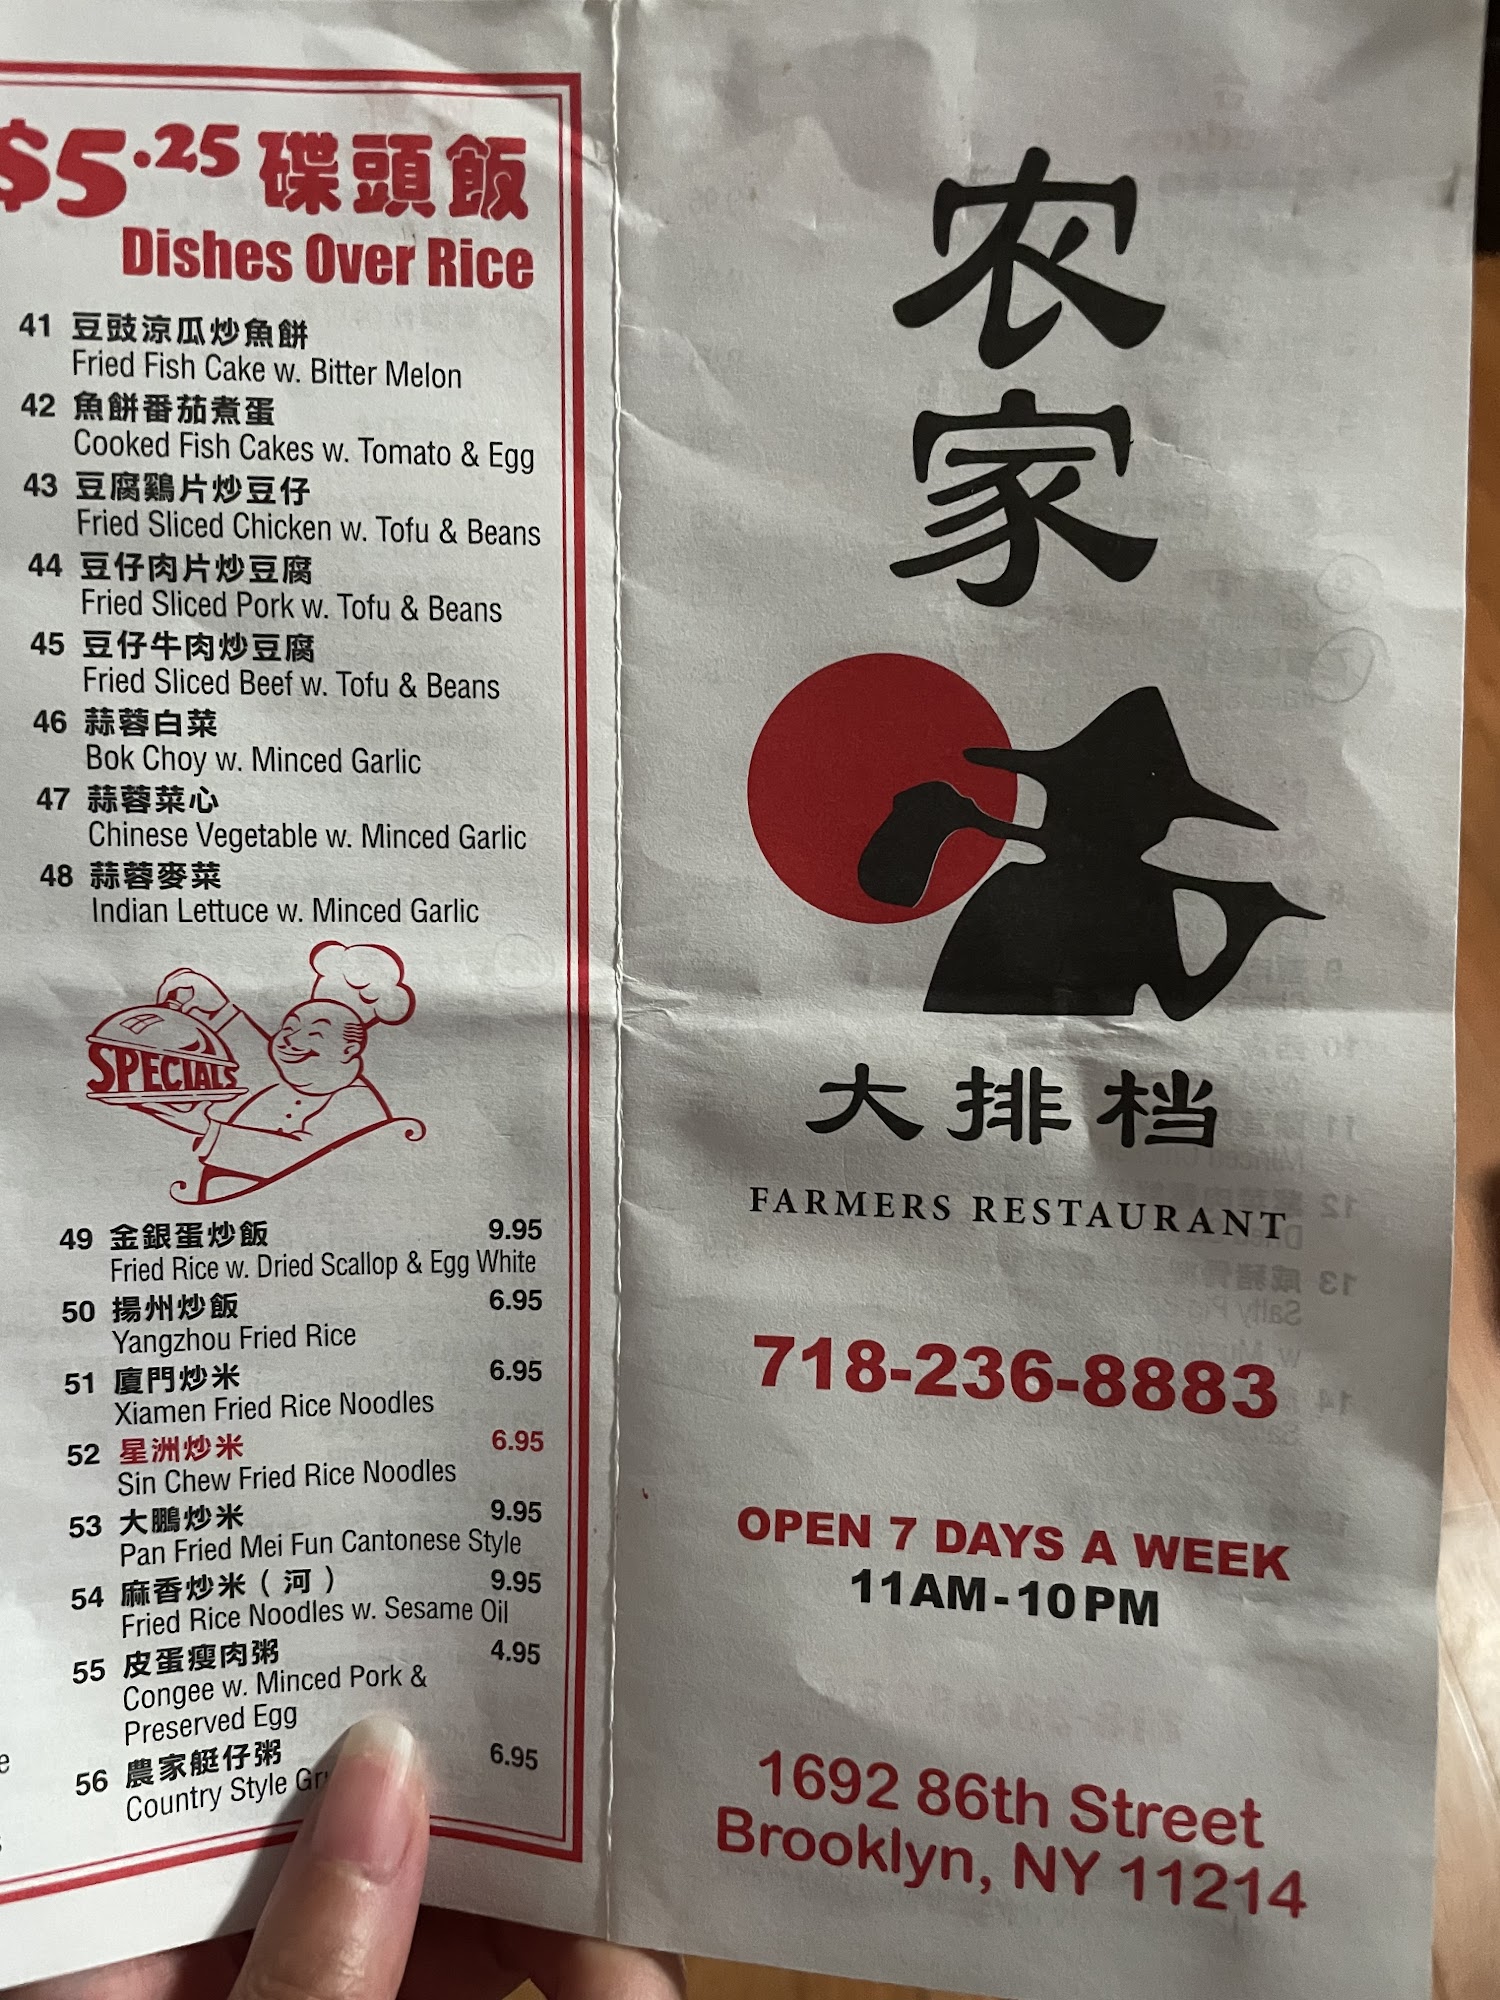 $5.25 碟頭飯
Dishes Over Rice
41 豆豉涼瓜炒魚餅
Fried Fish Cake w. Bitter Melon
42 魚餅番茄煮蛋
Cooked Fish Cakes w. Tomato & Egg
43 豆腐鷄片炒豆仔
Fried Sliced Chicken w. Tofu & Beans
44 豆仔肉片炒豆腐
Fried Sliced Pork w. Tofu & Beans
45 豆仔牛肉炒豆腐
Fried Sliced Beef w. Tofu & Beans
46 蒜蓉白菜
Bok Choy w. Minced Garlic
47 蒜蓉菜心
Chinese Vegetable w. Minced Garlic
48 蒜蓉麥菜
Indian Lettuce w. Minced Garlic
SPECIALS
49 金銀蛋炒飯 9.95
Fried Rice w. Dried Scallop & Egg White
50 揚州炒飯 6.95
Yangzhou Fried Rice
51 廈門炒米 6.95
Xiamen Fried Rice Noodles
52 星洲炒米 6.95
Sin Chew Fried Rice Noodles
53 大鵬炒米 9.95
Pan Fried Mei Fun Cantonese Style
54 麻香炒米（河） 9.95
Fried Rice Noodles w. Sesame Oil
55 皮蛋瘦肉粥 4.95
Congee w. Minced Pork &
Preserved Egg
56 農家艇仔粥 6.95
Country Style
农
家
大排档
FARMERS RESTAURANT
718-236-8883
OPEN 7 DAYS A WEEK
11AM-10PM
1692 86th Street
Brooklyn, NY 11214